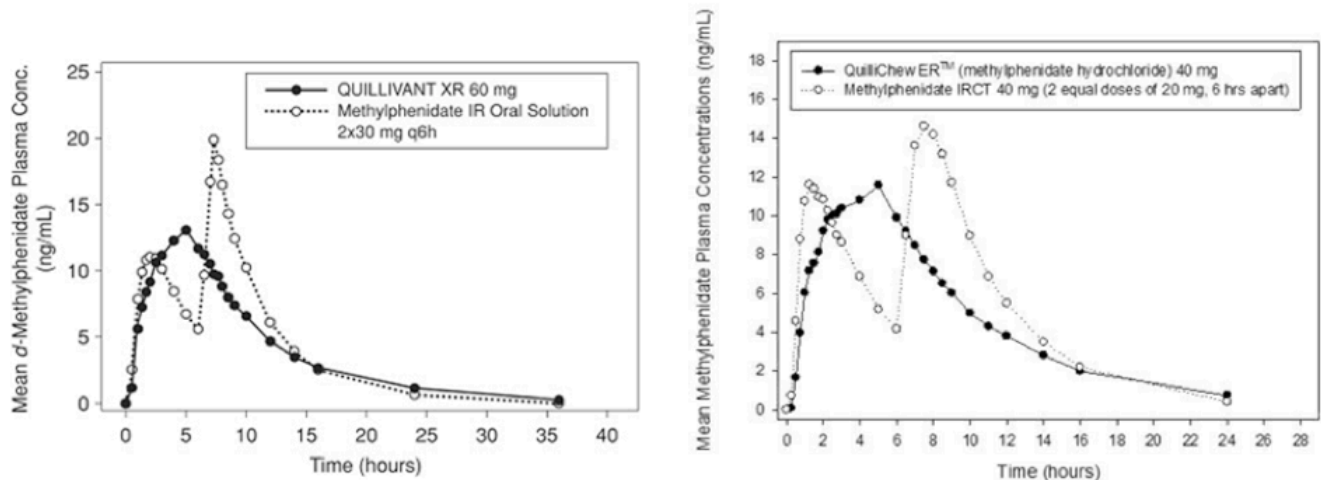 Mean d-Methylphenidate Plasma Conc.
(ng/mL)
25
20
15
10
5
0
QUILLIVANT XR 60 mg
Methylphenidate IR Oral Solution
2x30 mg q6h
0 5 10 15 20 25 30 35 40
Time (hours)
Mean Methylphenidate Plasma Concentrations (ng/mL)
18
16
14
12
10
8
6
4
2
0
QuilliChew ER™ (methylphenidate hydrochloride) 40 mg
Methylphenidate IRCT 40 mg (2 equal doses of 20 mg, 6 hrs apart)
0 2 4 6 8 10 12 14 16 18 20 22 24 26 28
Time (hours)